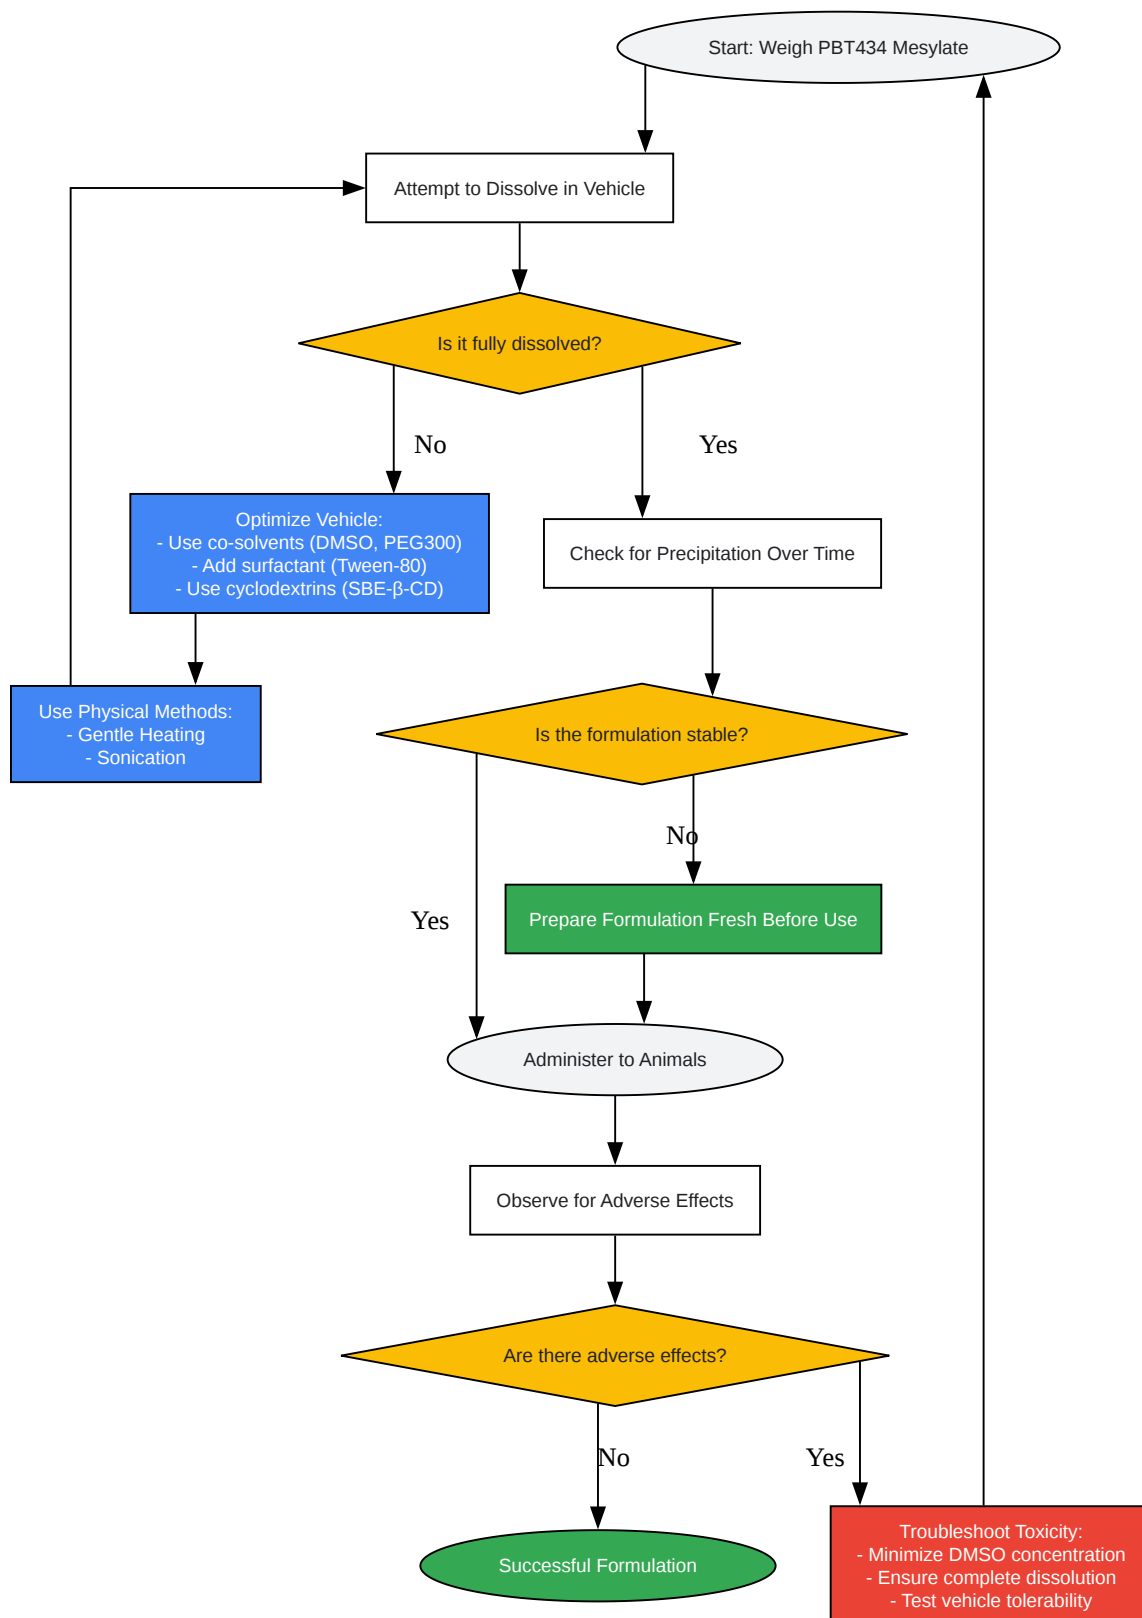 Start: Weigh PBT434 Mesylate
Attempt to Dissolve in Vehicle
Is it fully dissolved?
No
Yes
Optimize Vehicle:
- Use co-solvents (DMSO, PEG300)
- Add surfactant (Tween-80)
- Use cyclodextrins (SBE-β-CD)
Check for Precipitation Over Time
Use Physical Methods:
- Gentle Heating
- Sonication
Is the formulation stable?
No
Yes
Prepare Formulation Fresh Before Use
Administer to Animals
Observe for Adverse Effects
Are there adverse effects?
No
Yes
Successful Formulation
Troubleshoot Toxicity:
- Minimize DMSO concentration
- Ensure complete dissolution
- Test vehicle tolerability